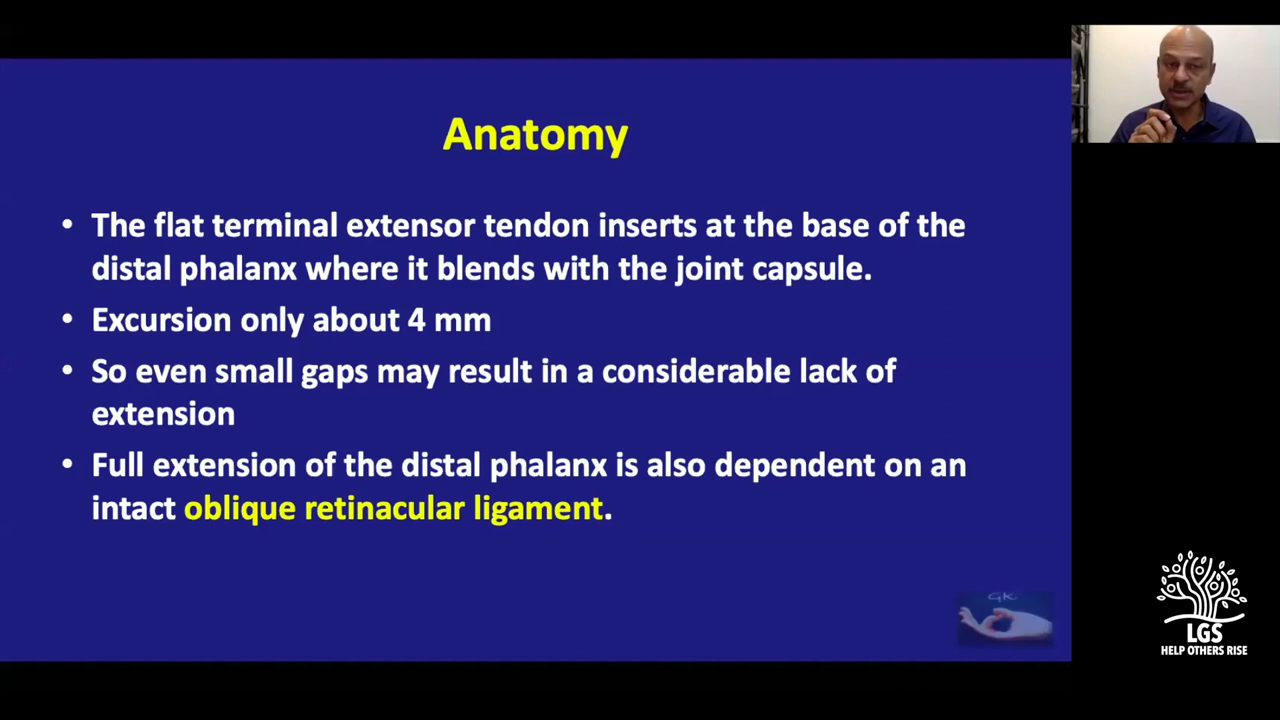 Anatomy
• The flat terminal extensor tendon inserts at the base of the
distal phalanx where it blends with the joint capsule.
• Excursion only about 4 mm
• So even small gaps may result in a considerable lack of
extension
• Full extension of the distal phalanx is also dependent on an
intact oblique retinacular ligament.
GK
LGS
HELP OTHERS RISE